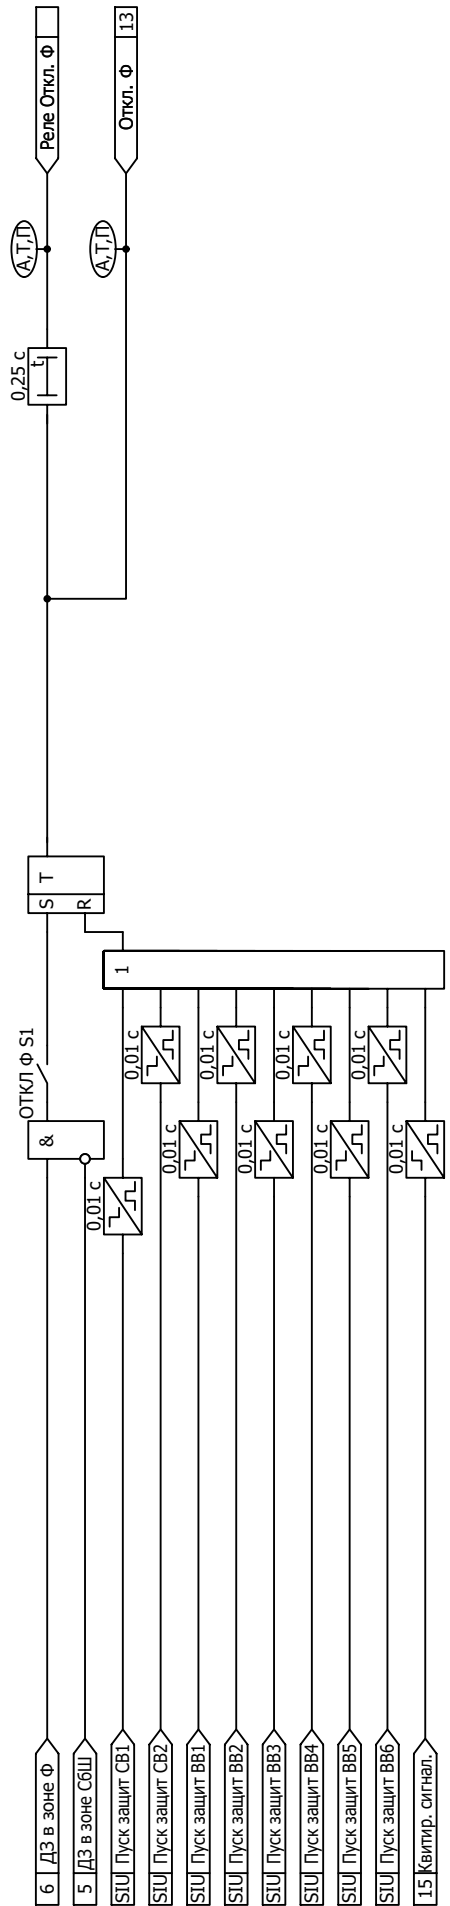 6 ДЗ в зоне Ф
5 ДЗ в зоне СбШ
SIU Пуск защит СВ1
SIU Пуск защит СВ2
SIU Пуск защит ВВ1
SIU Пуск защит ВВ2
SIU Пуск защит ВВ3
SIU Пуск защит ВВ4
SIU Пуск защит ВВ5
SIU Пуск защит ВВ6
15 Квитир. сигнал.
&
ОТКЛ Ф S1
0,01 с
0,01 с
0,01 с
0,01 с
0,01 с
0,01 с
0,01 с
0,01 с
0,01 с
1
S T
R
0,25 с
t
А,Т,П
А,Т,П
Реле Откл. Ф
Откл. Ф 13